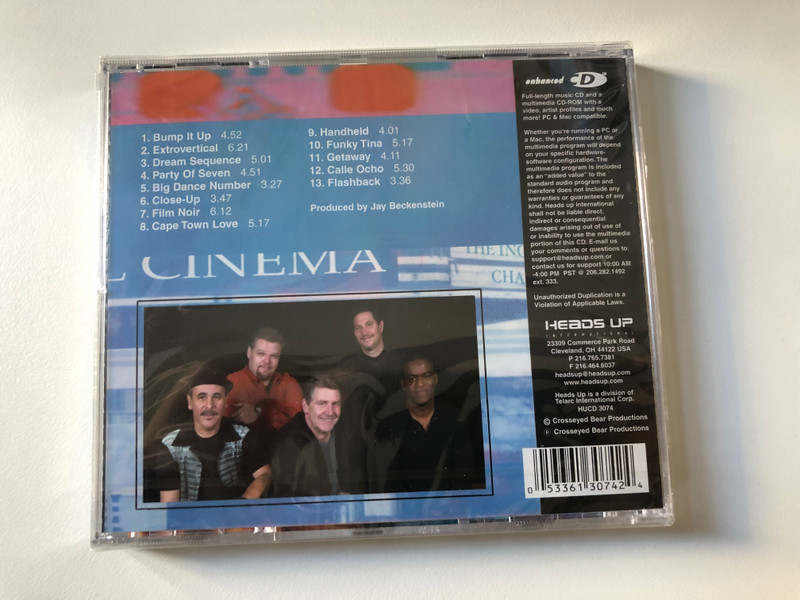 1. Bump It Up 4.52
2. Extrovertical 6.21
3. Dream Sequence 5.01
4. Party Of Seven 4.51
5. Big Dance Number 3.27
6. Close-Up 3.47
7. Film Noir 6.12
8. Cape Town Love 5.17
9. Handheld 4.01
10. Funky Tina 5.17
11. Getaway 4.11
12. Calle Ocho 5.30
13. Flashback 3.36
Produced by Jay Beckenstein
L CINEMA
THE INC
CHA
enhanced CD
Full-length music CD and a
multimedia CD-ROM with a
video, artist profiles and much
more! PC & Mac compatible.
Whether you're running a PC or
a Mac, the performance of the
multimedia program will depend
on your specific hardware-
software configuration. The
multimedia program is included
as an "added value" to the
standard audio program and
therefore does not include any
warranties or guarantees of any
kind. Heads up international
shall not be liable direct,
indirect or consequential
damages arising out of use of
or inability to use the multimedia
portion of this CD. E-mail us
your comments or questions to:
support@headsup.com or
contact us for support 10:00 AM
-4:00 PM PST @ 206.282.1492
ext. 333.
Unauthorized Duplication is a
Violation of Applicable Laws.
HEADS UP
INTERNATIONAL
23309 Commerce Park Road
Cleveland, OH 44122 USA
P 216.765.7381
F 216.464.6037
headsup@headsup.com
www.headsup.com
Heads Up is a division of
Telarc International Corp.
HUCD 3074
© Crosseyed Bear Productions
℗ Crosseyed Bear Productions
0 53361 30742 4